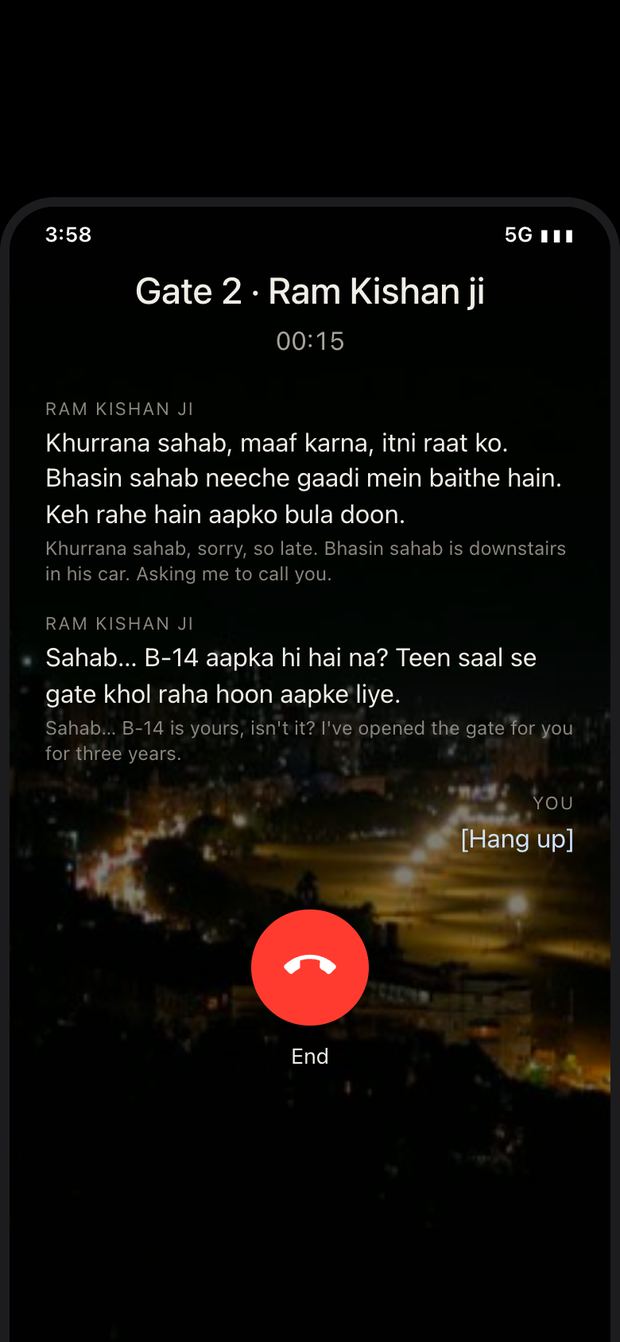 3:58
5G
Gate 2 · Ram Kishan ji
00:15
RAM KISHAN JI
Khurrana sahab, maaf karna, itni raat ko.
Bhasin sahab neeche gaadi mein baithe hain.
Keh rahe hain aapko bula doon.
Khurrana sahab, sorry, so late. Bhasin sahab is downstairs
in his car. Asking me to call you.
RAM KISHAN JI
Sahab... B-14 aapka hi hai na? Teen saal se
gate khol raha hoon aapke liye.
Sahab... B-14 is yours, isn't it? I've opened the gate for you
for three years.
YOU
[Hang up]
End